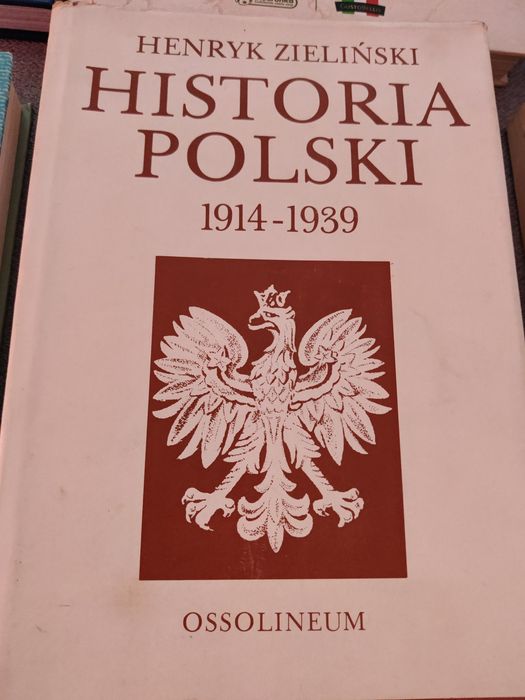 HENRYK ZIELIŃSKI
HISTORIA
POLSKI
1914-1939
OSSOLINEUM